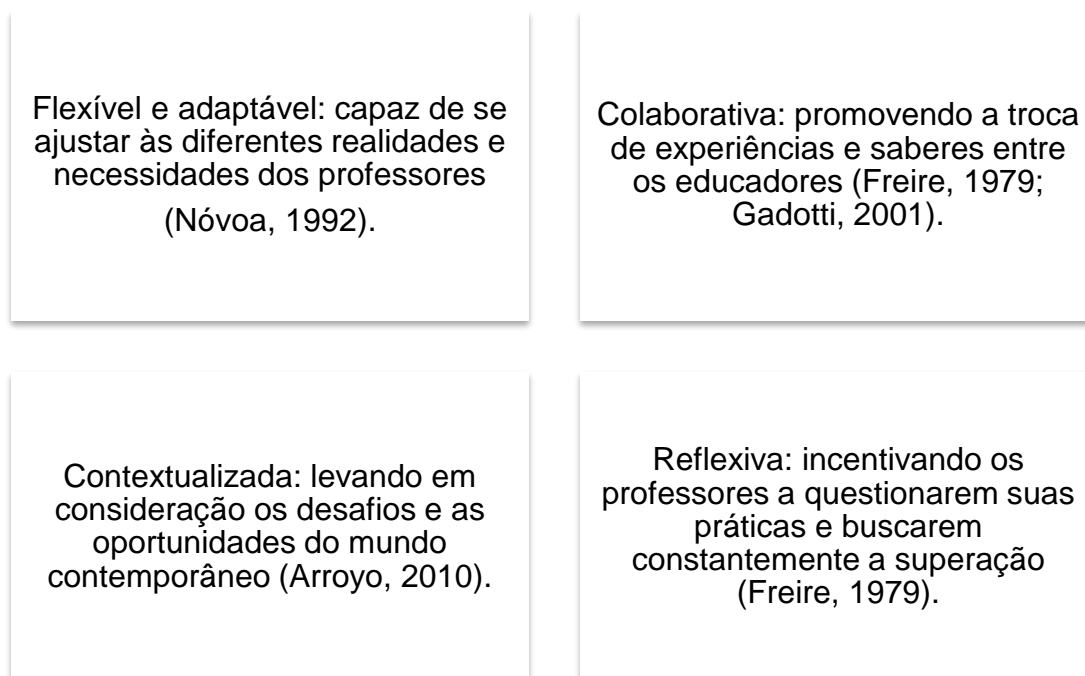 Flexível e adaptável: capaz de se
ajustar às diferentes realidades e
necessidades dos professores
(Nóvoa, 1992).
Colaborativa: promovendo a troca
de experiências e saberes entre
os educadores (Freire, 1979;
Gadotti, 2001).
Contextualizada: levando em
consideração os desafios e as
oportunidades do mundo
contemporâneo (Arroyo, 2010).
Reflexiva: incentivando os
professores a questionarem suas
práticas e buscarem
constantemente a superação
(Freire, 1979).